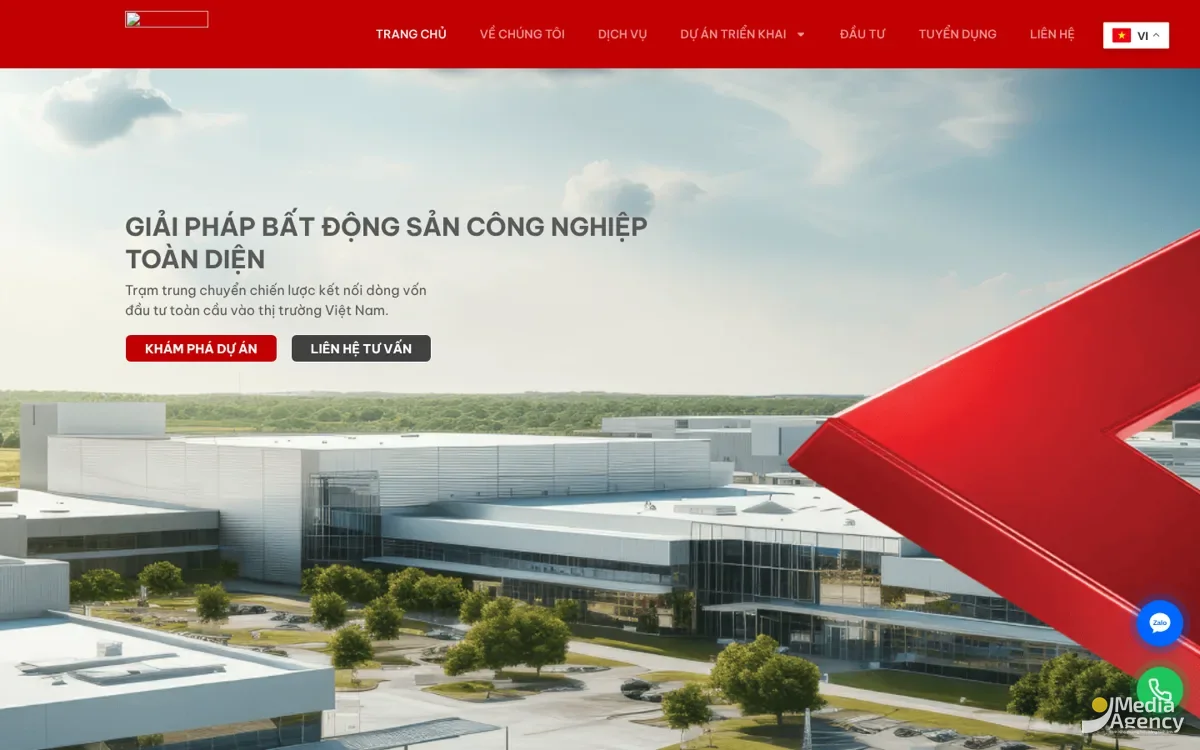 TRANG CHỦ
VỀ CHÚNG TÔI
DỊCH VỤ
DỰ ÁN TRIỂN KHAI
ĐẦU TƯ
TUYỂN DỤNG
LIÊN HỆ
VI
GIẢI PHÁP BẤT ĐỘNG SẢN CÔNG NGHIỆP
TOÀN DIỆN
Trạm trung chuyển chiến lược kết nối dòng vốn
đầu tư toàn cầu vào thị trường Việt Nam.
KHÁM PHÁ DỰ ÁN
LIÊN HỆ TƯ VẤN
Zalo
Media
Agency